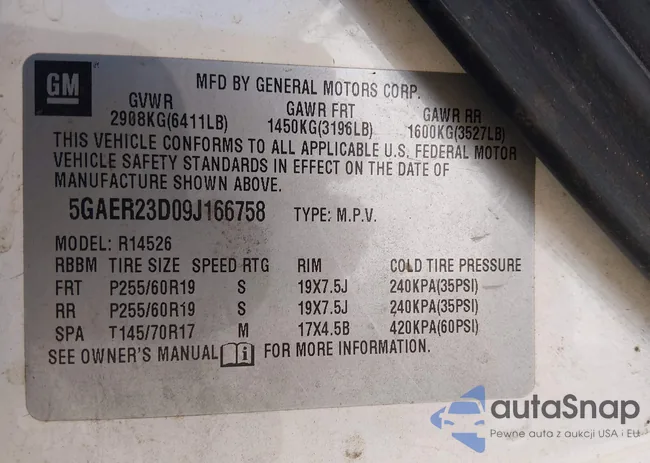 GM
MFD BY GENERAL MOTORS CORP.
GVWR GAWR FRT GAWR RR
2908KG(6411LB) 1450KG(3196LB) 1600KG(3527LB)
THIS VEHICLE CONFORMS TO ALL APPLICABLE U.S. FEDERAL MOTOR
VEHICLE SAFETY STANDARDS IN EFFECT ON THE DATE OF
MANUFACTURE SHOWN ABOVE.
5GAER23D09J166758 TYPE: M.P.V.
MODEL: R14526
RBBM TIRE SIZE SPEED RTG RIM COLD TIRE PRESSURE
FRT P255/60R19 S 19X7.5J 240KPA(35PSI)
RR P255/60R19 S 19X7.5J 240KPA(35PSI)
SPA T145/70R17 M 17X4.5B 420KPA(60PSI)
SEE OWNER'S MANUAL i FOR MORE INFORMATION.
autaSnap
Pewne auta z aukcji USA i EU